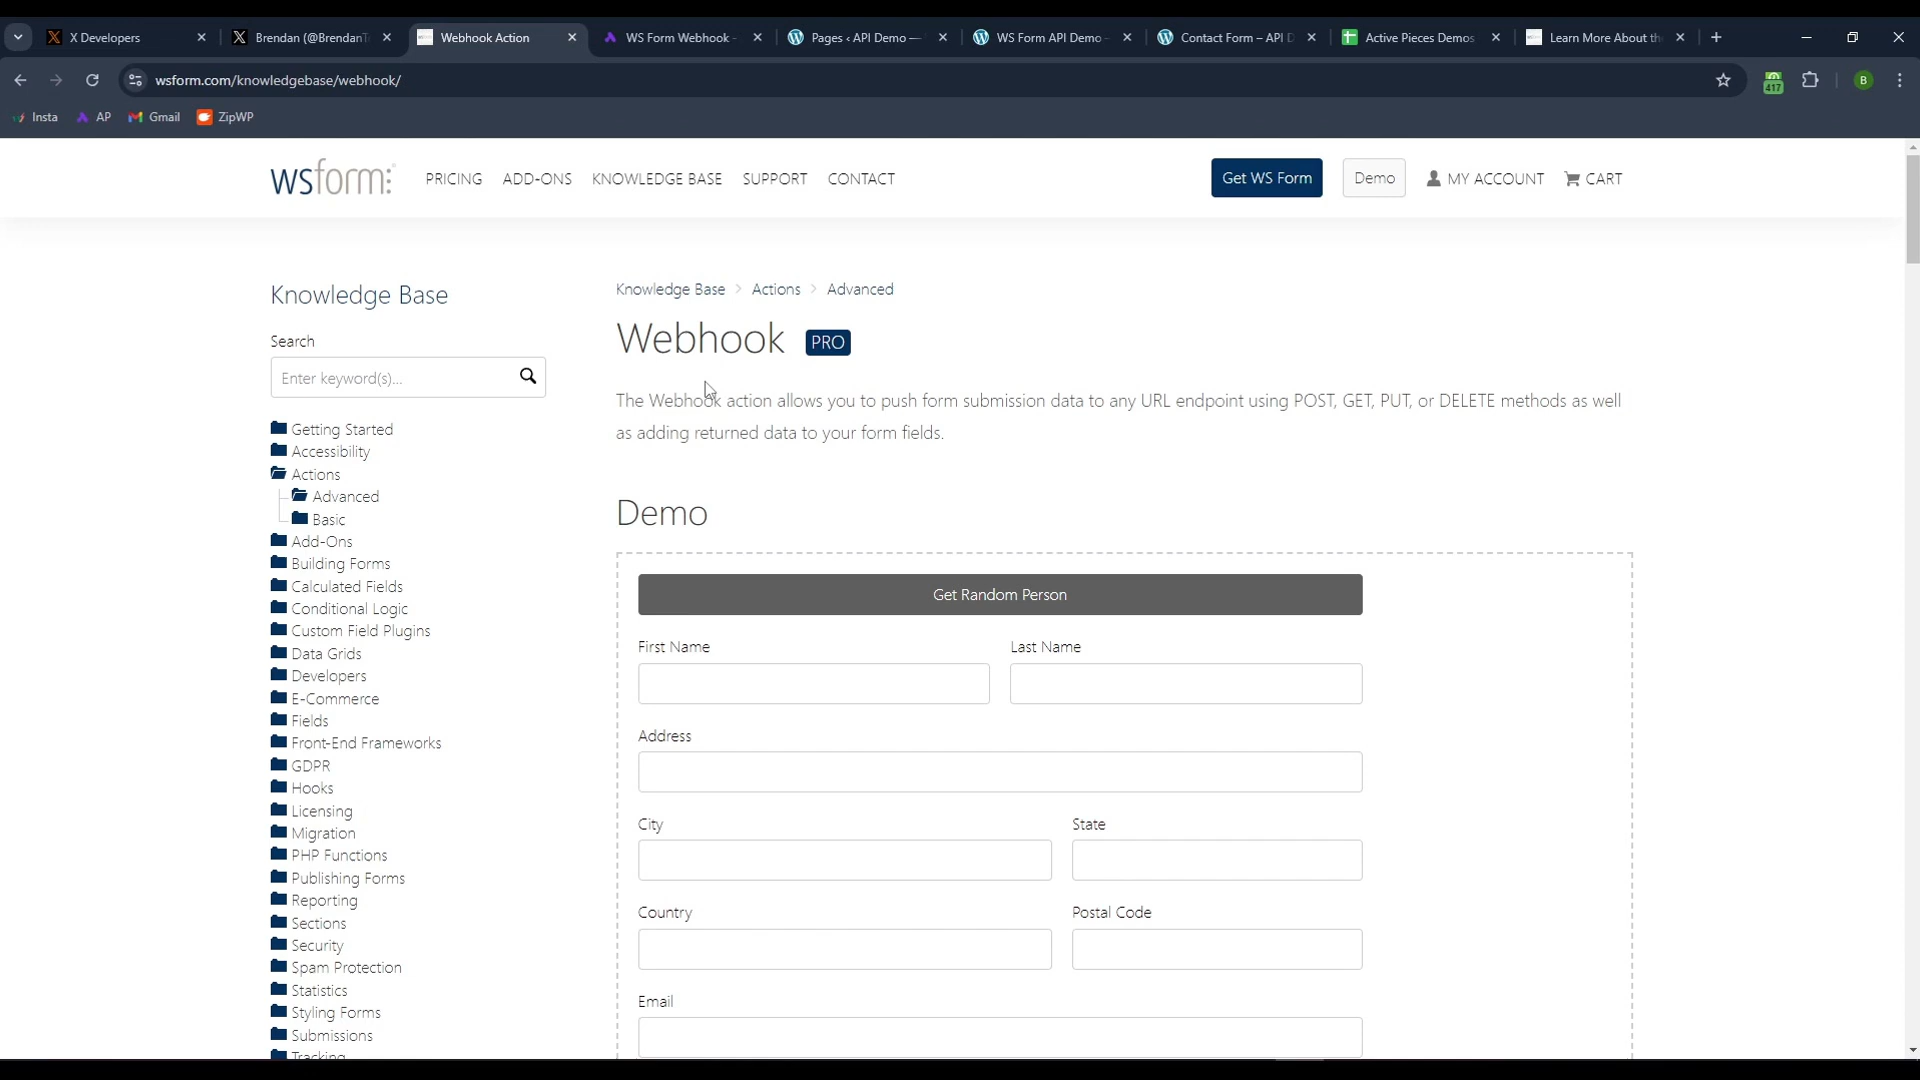 X Developers
Brendan (@BrendanT
Webhook Action
WS Form Webhook -
Pages ‹ API Demo —
WS Form API Demo -
Contact Form – API D
Active Pieces Demos
Learn More About th
wsform.com/knowledgebase/webhook/
417
B
Insta
AP
Gmail
ZipWP
wsform
PRICING
ADD-ONS
KNOWLEDGE BASE
SUPPORT
CONTACT
Get WS Form
Demo
MY ACCOUNT
CART
Knowledge Base
Search
Enter keyword(s)...
Getting Started
Accessibility
Actions
Advanced
Basic
Add-Ons
Building Forms
Calculated Fields
Conditional Logic
Custom Field Plugins
Data Grids
Developers
E-Commerce
Fields
Front-End Frameworks
GDPR
Hooks
Licensing
Migration
PHP Functions
Publishing Forms
Reporting
Sections
Security
Spam Protection
Statistics
Styling Forms
Submissions
Tracking
Knowledge Base > Actions > Advanced
Webhook PRO
The Webhook action allows you to push form submission data to any URL endpoint using POST, GET, PUT, or DELETE methods as well
as adding returned data to your form fields.
Demo
Get Random Person
First Name
Last Name
Address
City
State
Country
Postal Code
Email